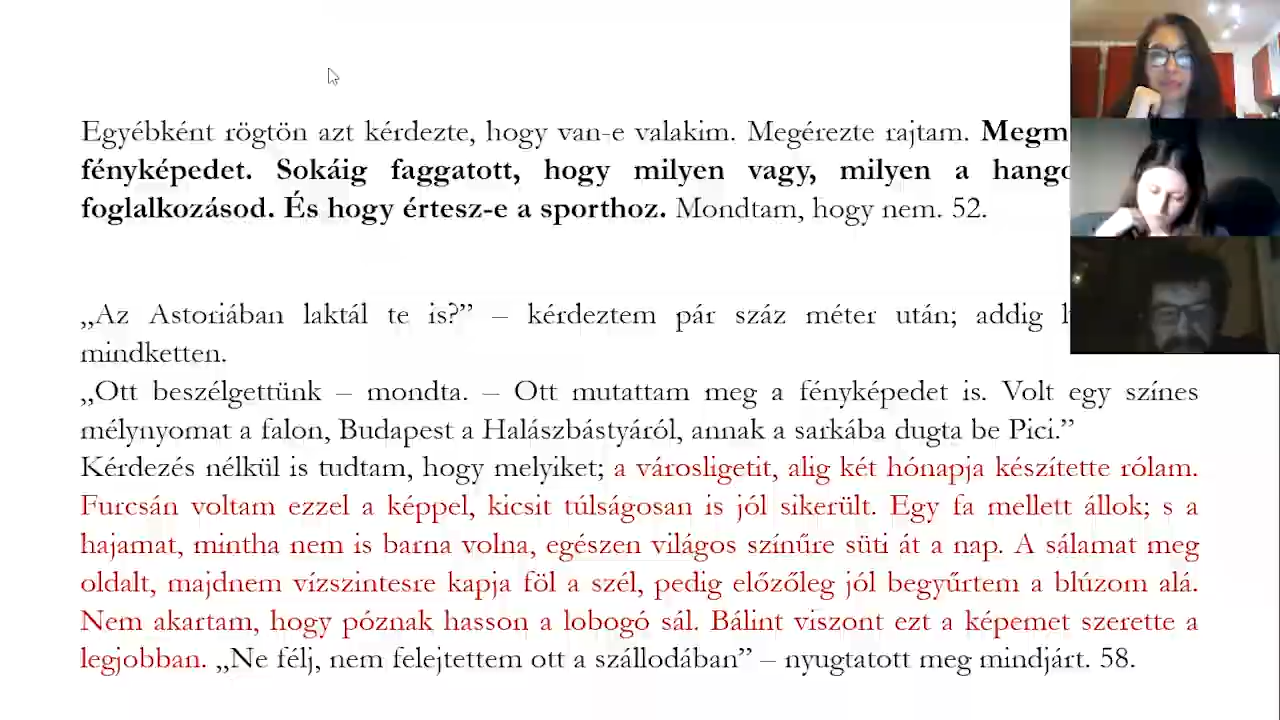 Egyébként rögtön azt kérdezte, hogy van-e valakim. Megérezte rajtam.
fényképedet. Sokáig faggatott, hogy milyen vagy, milyen a
foglalkozásod. És hogy értesz-e a sporthoz. Mondtam, hogy nem. 52.
„Az Astoriában laktál te is?” – kérdeztem pár száz méter után; addig
mindketten.
„Ott beszélgettünk – mondta. – Ott mutattam meg a fényképedet is. Volt egy színes
mélynyomat a falon, Budapest a Halászbástyáról, annak a sarkába dugta be Pici.”
Kérdezés nélkül is tudtam, hogy melyiket; a városligetit, alig két hónapja készítette rólam.
Furcsán voltam ezzel a képpel, kicsit túlságosan is jól sikerült. Egy fa mellett állok; s a
hajamat, mintha nem is barna volna, egészen világos színűre süti át a nap. A sálamat meg
oldalt, majdnem vízszintesre kapja föl a szél, pedig előzőleg jól begyűrtem a blúzom alá.
Nem akartam, hogy póznak hasson a lobogó sál. Bálint viszont ezt a képemet szerette a
legjobban. „Ne félj, nem felejtettem ott a szállodában” – nyugtatott meg mindjárt. 58.